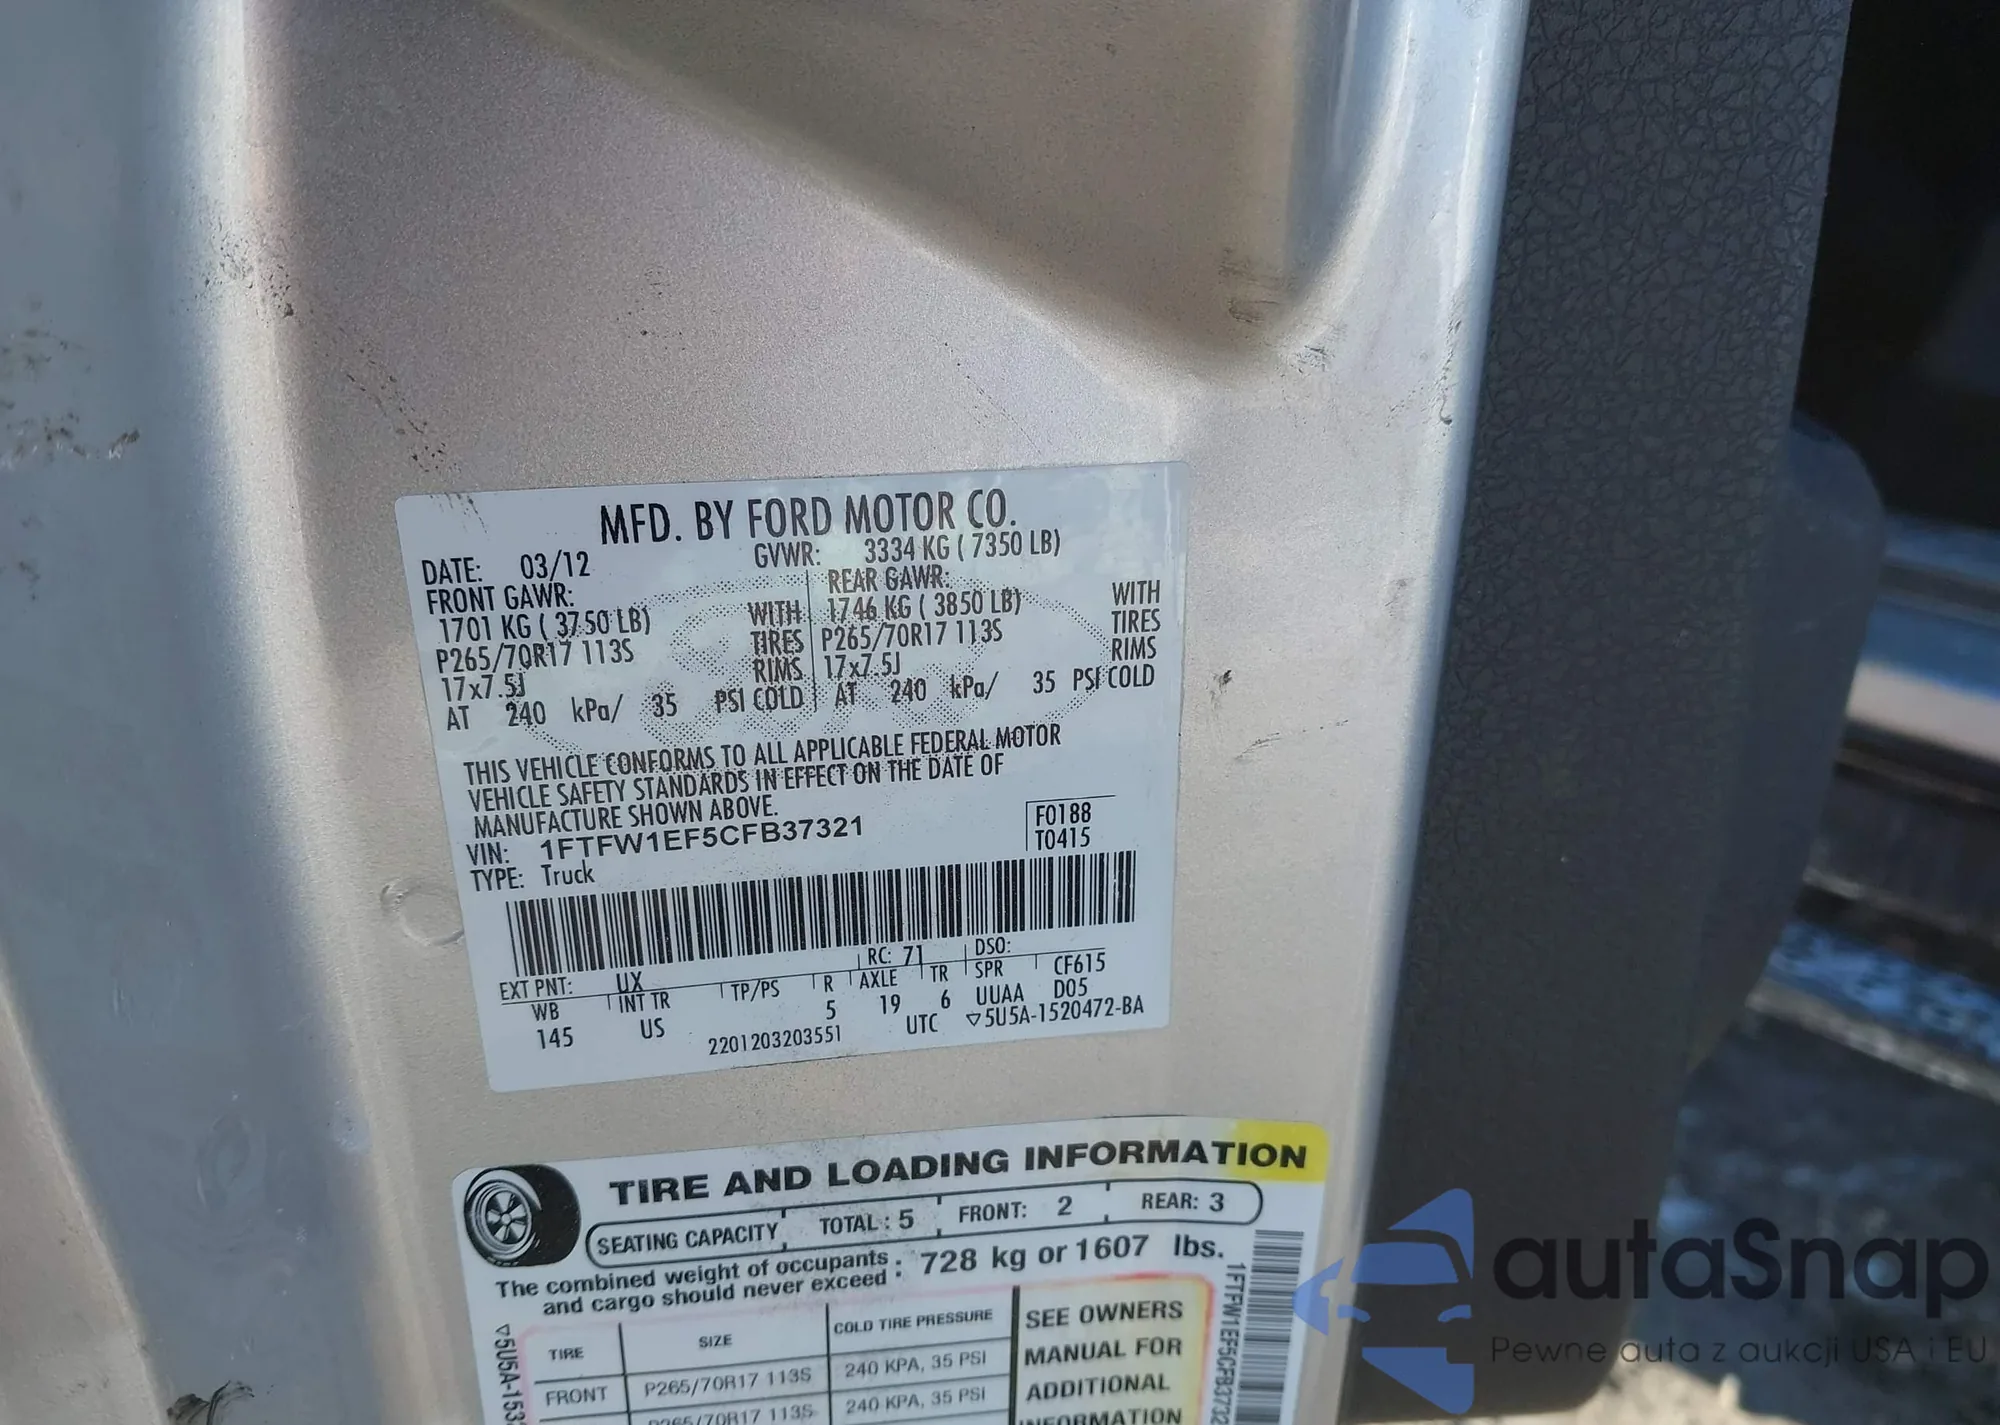 MFD. BY FORD MOTOR CO.
DATE: 03/12 GVWR: 3334 KG ( 7350 LB)
FRONT GAWR: REAR GAWR:
1701 KG ( 3750 LB) WITH 1746 KG ( 3850 LB) WITH
P265/70R17 113S TIRES P265/70R17 113S TIRES
17x7.5J RIMS 17x7.5J RIMS
AT 240 kPa/ 35 PSI COLD AT 240 kPa/ 35 PSI COLD
THIS VEHICLE CONFORMS TO ALL APPLICABLE FEDERAL MOTOR
VEHICLE SAFETY STANDARDS IN EFFECT ON THE DATE OF
MANUFACTURE SHOWN ABOVE.
VIN: 1FTFW1EF5CFB37321 F0188
TYPE: Truck T0415
EXT PNT: UX RC: 71 DSO:
WB INT TR TP/PS R AXLE TR SPR CF615
145 US 5 19 6 UUAA D05
2201203203551 UTC ▽5U5A-1520472-BA
TIRE AND LOADING INFORMATION
SEATING CAPACITY TOTAL : 5 FRONT: 2 REAR: 3
The combined weight of occupants
and cargo should never exceed : 728 kg or 1607 lbs.
TIRE SIZE COLD TIRE PRESSURE SEE OWNERS
FRONT P265/70R17 113S 240 KPA, 35 PSI MANUAL FOR
P265/70R17 113S 240 KPA, 35 PSI ADDITIONAL
INFORMATION
▽5U5A-153
1FTFW1EF5CFB3732
autaSnap
Pewne auta z aukcji USA i EU